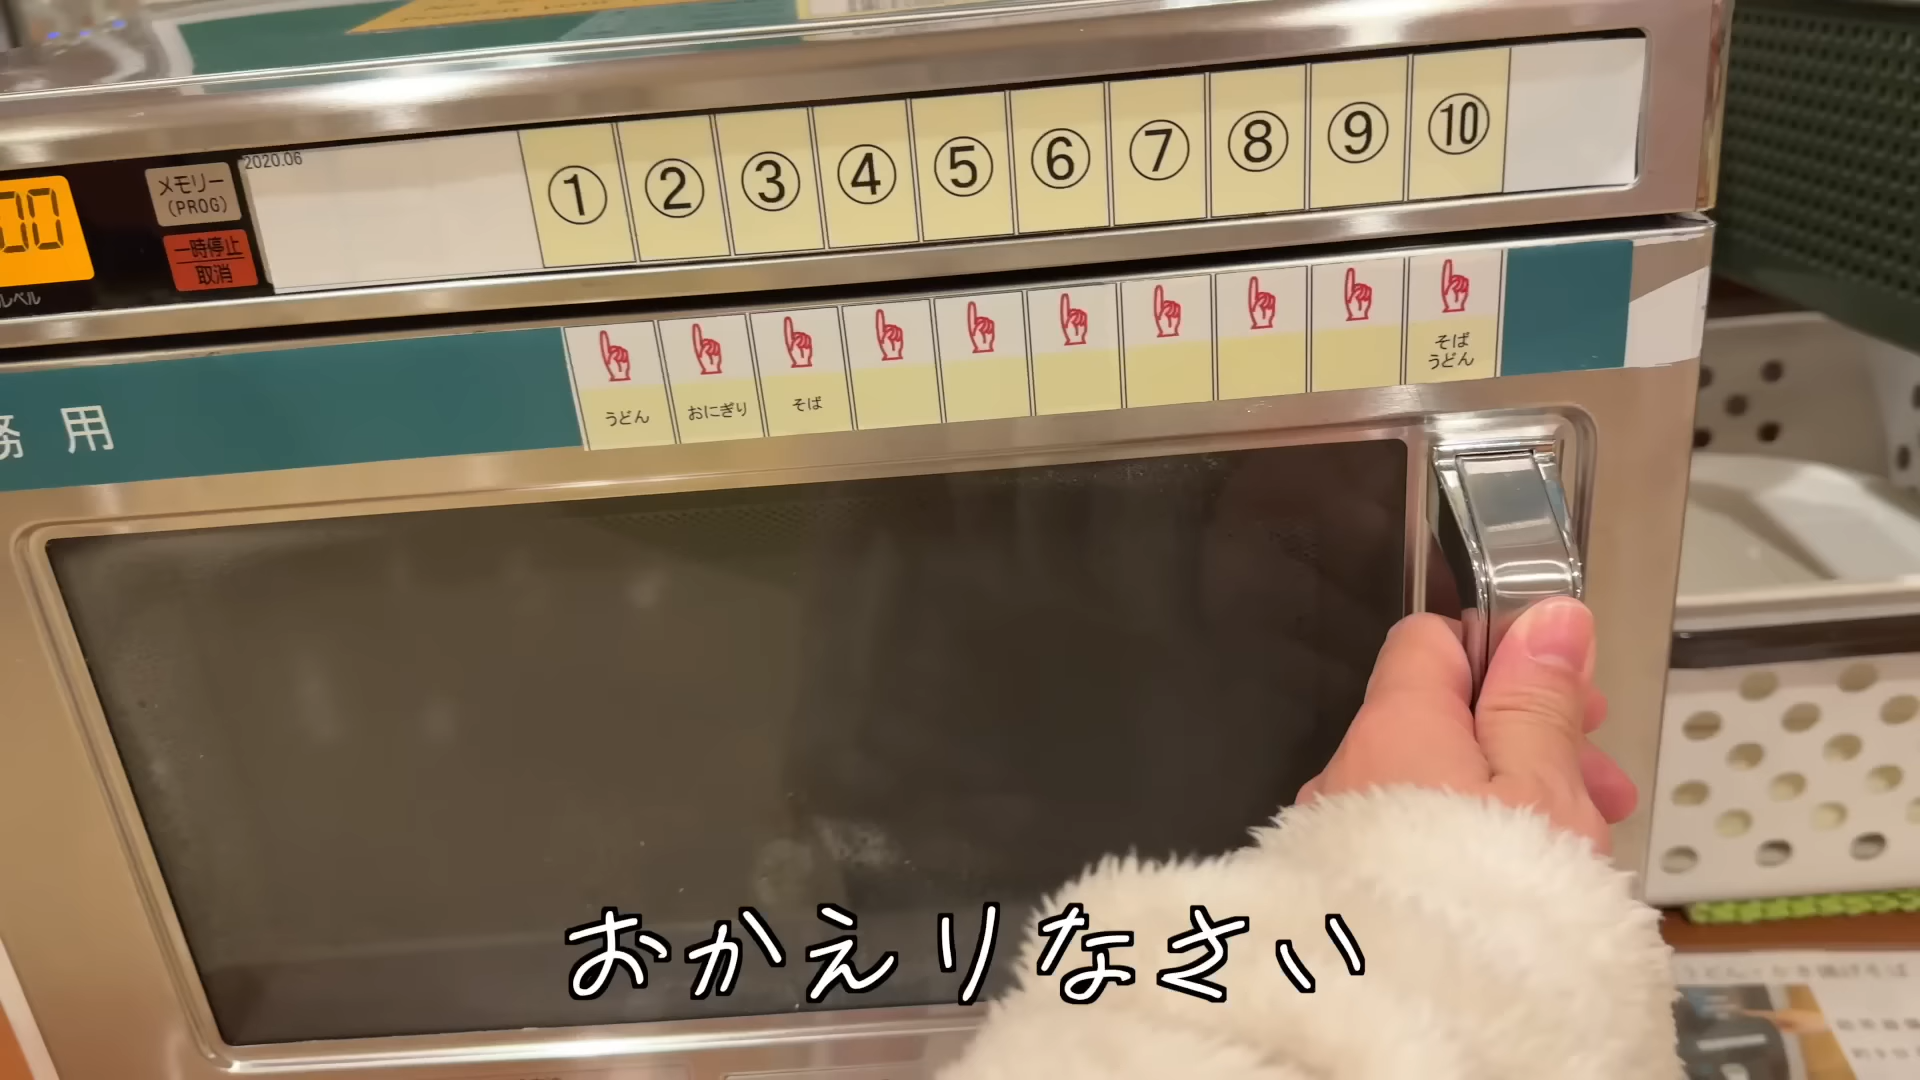 00
メモリー
(PROG)
一時停止
取消
レベル
2020.06
① ② ③ ④ ⑤ ⑥ ⑦ ⑧ ⑨ ⑩
うどん
おにぎり
そば
そば
うどん
務用
おかえりなさい